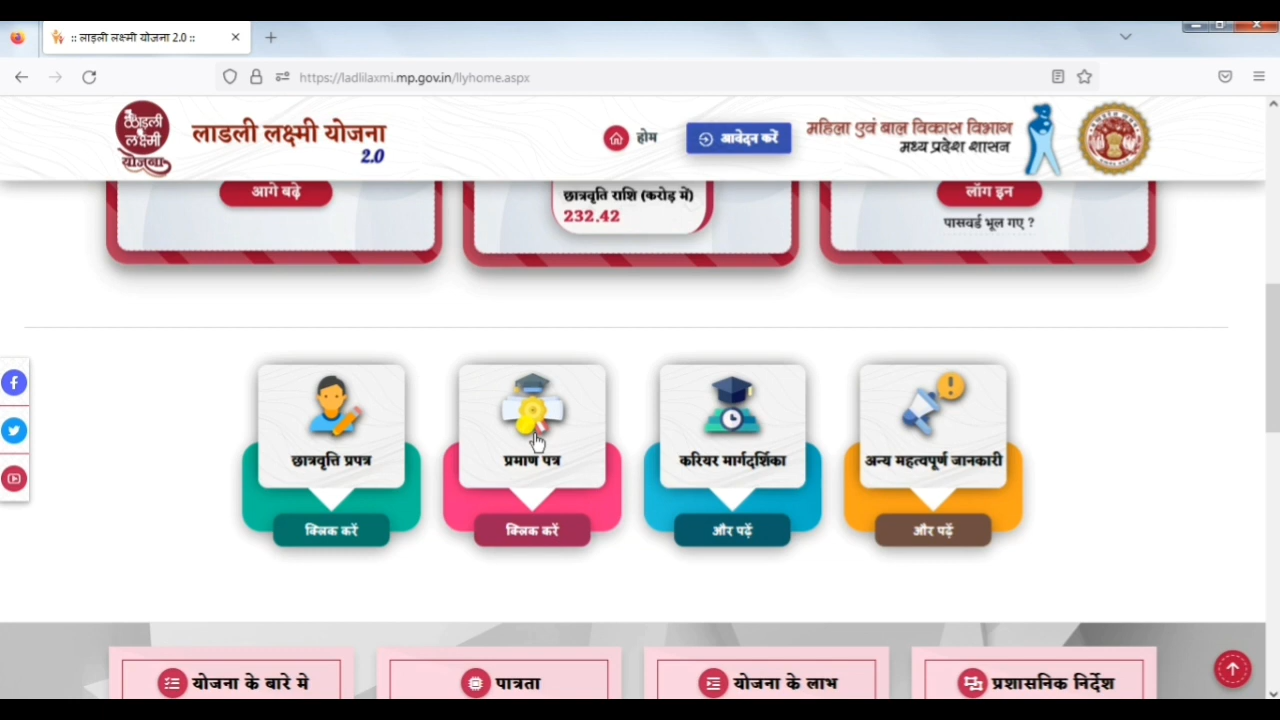 :: लाड़ली लक्ष्मी योजना 2.0 ::
https://ladlilaxmi.mp.gov.in/llyhome.aspx
लाड़ली
लक्ष्मी
योजना
लाडली लक्ष्मी योजना
2.0
होम
आवेदन करें
महिला एवं बाल विकास विभाग
मध्य प्रदेश शासन
आगे बढ़े
छात्रवृति राशि (करोड़ में)
232.42
लॉग इन
पासवर्ड भूल गए ?
छात्रवृत्ति प्रपत्र
क्लिक करें
प्रमाण पत्र
क्लिक करें
करियर मार्गदर्शिका
और पढ़ें
अन्य महत्वपूर्ण जानकारी
और पढ़ें
योजना के बारे मे
पात्रता
योजना के लाभ
प्रशासनिक निर्देश